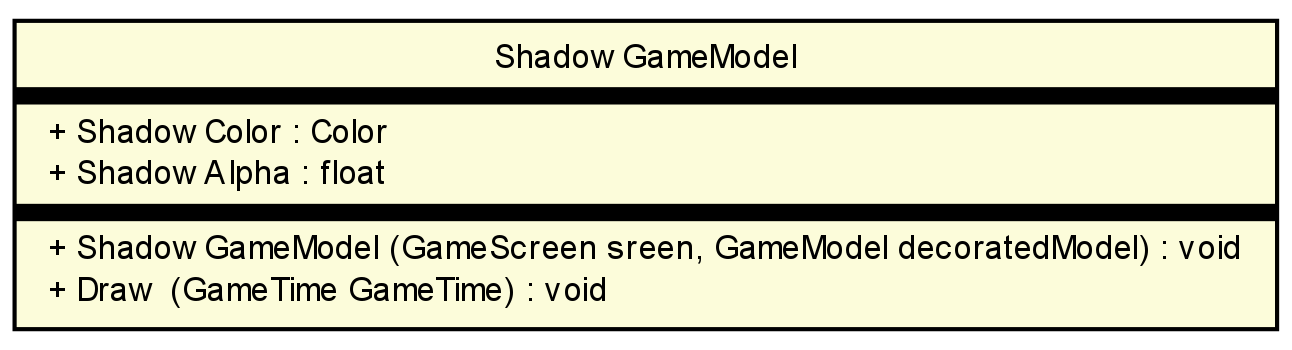 Shadow GameModel
+ Shadow Color : Color
+ Shadow Alpha : float
+ Shadow GameModel (GameScreen sreen, GameModel decoratedModel) : void
+ Draw (GameTime GameTime) : void